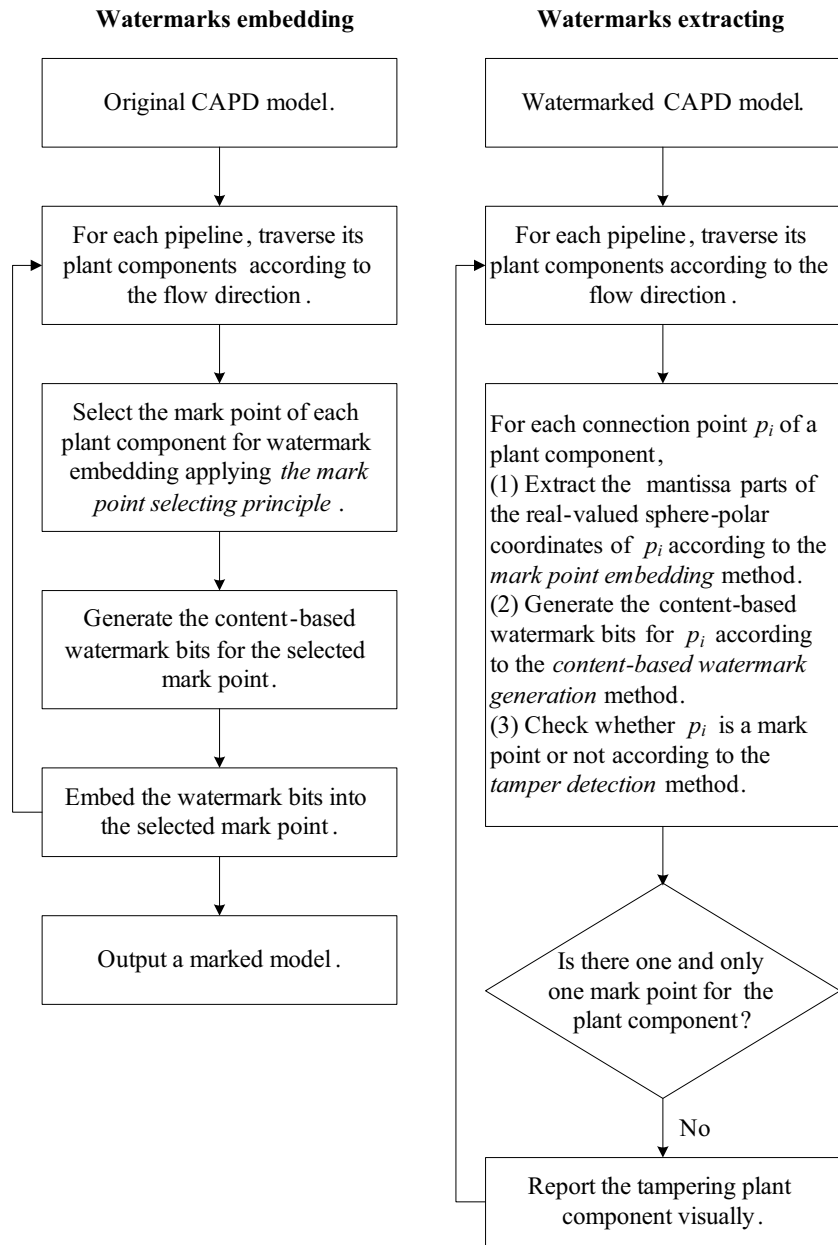 Watermarks embedding
Original CAPD model.
For each pipeline, traverse its
plant components according to
the flow direction.
Select the mark point of each
plant component for watermark
embedding applying the mark
point selecting principle.
Generate the content-based
watermark bits for the selected
mark point.
Embed the watermark bits into
the selected mark point.
Output a marked model.
Watermarks extracting
Watermarked CAPD model.
For each pipeline, traverse its
plant components according to the
flow direction.
For each connection point pi of a
plant component,
(1) Extract the mantissa parts of
the real-valued sphere-polar
coordinates of pi according to the
mark point embedding method.
(2) Generate the content-based
watermark bits for pi according
to the content-based watermark
generation method.
(3) Check whether pi is a mark
point or not according to the
tamper detection method.
Is there one and only
one mark point for the
plant component?
No
Report the tampering plant
component visually.